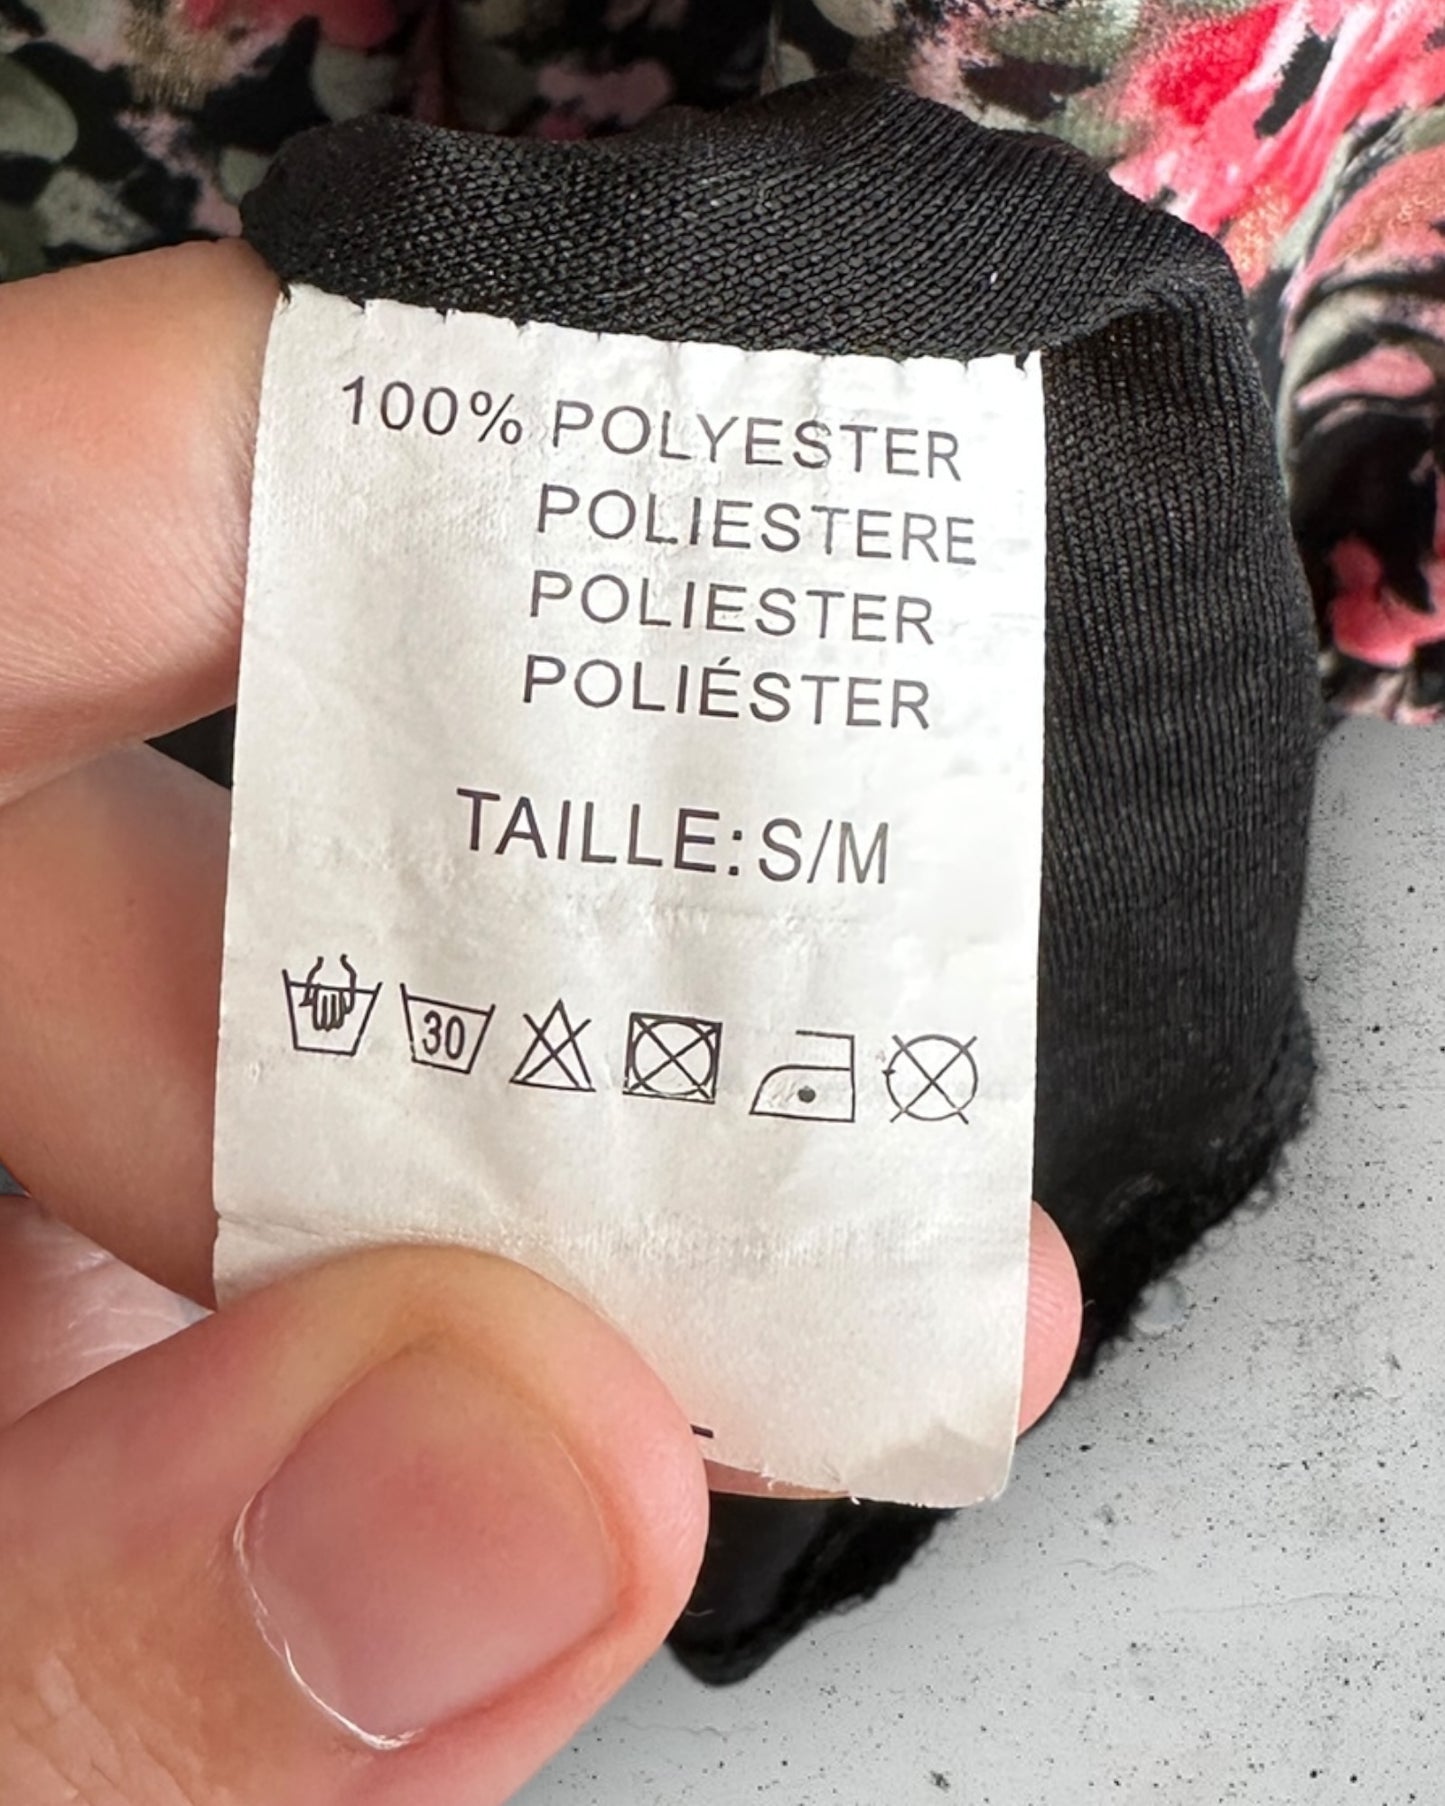 100% POLYESTER
POLIESTERE
POLIESTER
POLIÉSTER
TAILLE: S/M
30